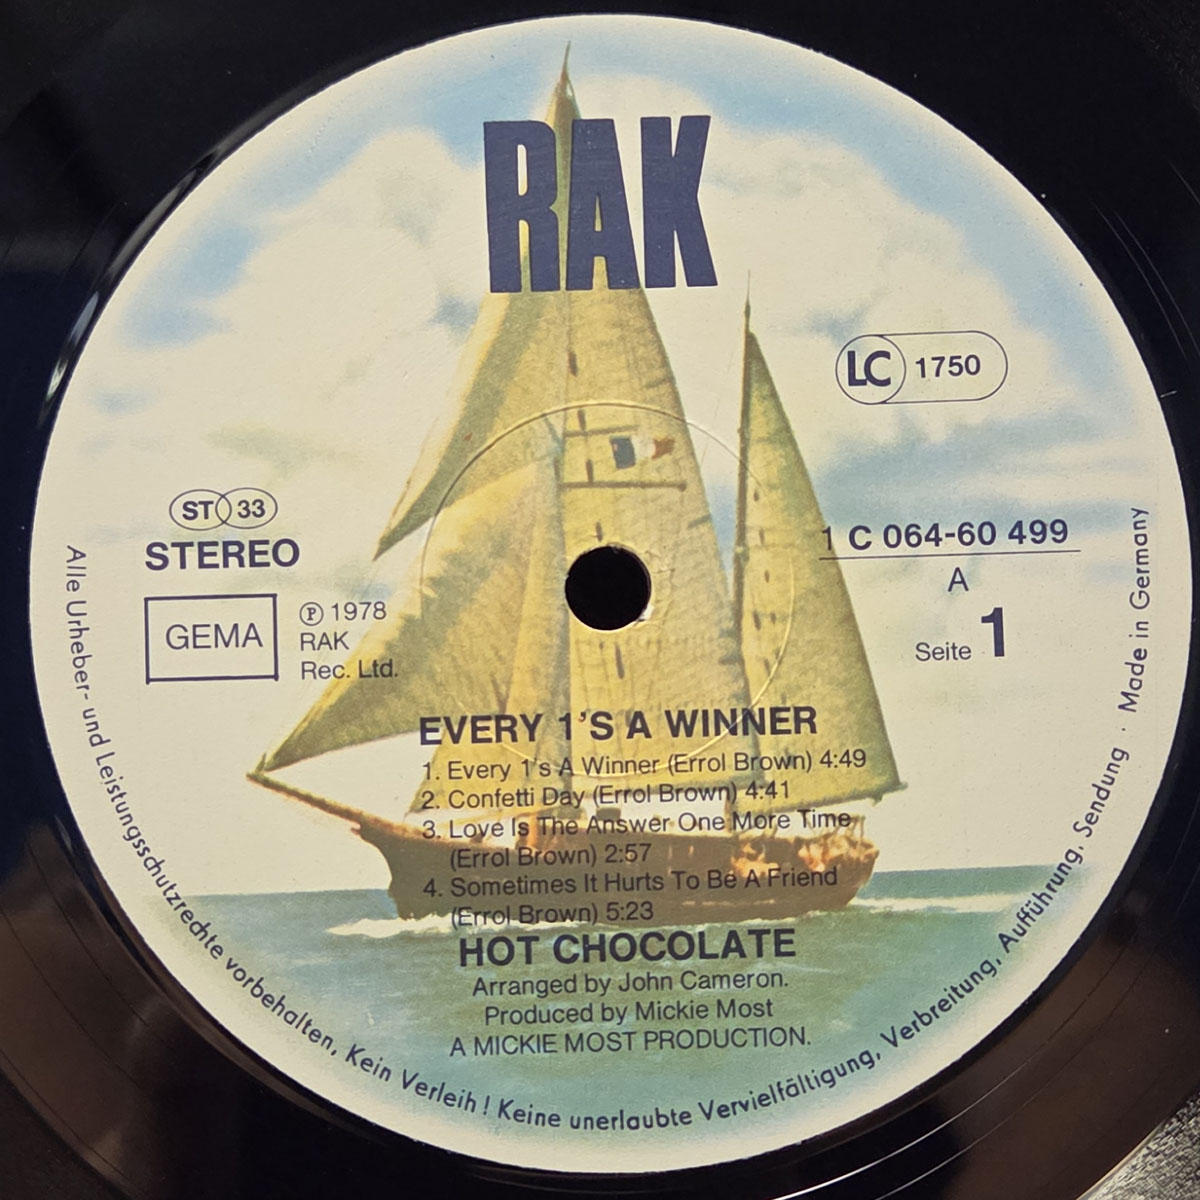 RAK
LC 1750
ST 33
STEREO
GEMA
℗ 1978
RAK
Rec. Ltd.
1 C 064-60 499
A
Seite 1
EVERY 1'S A WINNER
1. Every 1's A Winner (Errol Brown) 4:49
2. Confetti Day (Errol Brown) 4:41
3. Love Is The Answer One More Time
(Errol Brown) 2:57
4. Sometimes It Hurts To Be A Friend
(Errol Brown) 5:23
HOT CHOCOLATE
Arranged by John Cameron.
Produced by Mickie Most
A MICKIE MOST PRODUCTION.
Alle Urheber- und Leistungsschutzrechte vorbehalten, Kein Verleih! Keine unerlaubte Vervielfältigung, Verbreitung, Aufführung, Sendung · Made in Germany